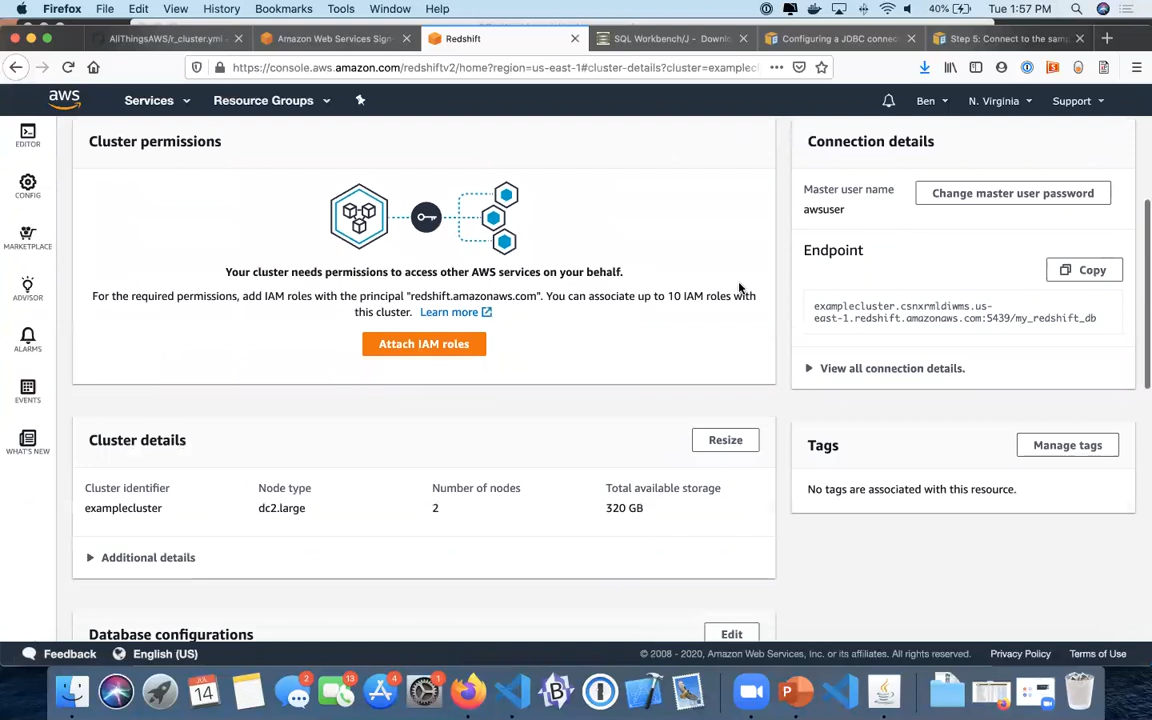 Firefox File Edit View History Bookmarks Tools Window Help 40% Tue 1:57 PM
AllThingsAWS/r_cluster.yml Amazon Web Services Sign Redshift SQL Workbench/J - Downl Configuring a JDBC connec Step 5: Connect to the sam
https://console.aws.amazon.com/redshiftv2/home?region=us-east-1#cluster-details?cluster=example
aws Services Resource Groups Ben N. Virginia Support
EDITOR
CONFIG
MARKETPLACE
ADVISOR
ALARMS
EVENTS
WHAT'S NEW
Cluster permissions
Your cluster needs permissions to access other AWS services on your behalf.
For the required permissions, add IAM roles with the principal "redshift.amazonaws.com". You can associate up to 10 IAM roles with
this cluster. Learn more
Attach IAM roles
Connection details
Master user name
awsuser
Change master user password
Endpoint
Copy
examplecluster.csnxrmldiwms.us-
east-1.redshift.amazonaws.com:5439/my_redshift_db
View all connection details.
Cluster details
Resize
Cluster identifier Node type Number of nodes Total available storage
examplecluster dc2.large 2 320 GB
Additional details
Tags
Manage tags
No tags are associated with this resource.
Database configurations
Edit
Feedback English (US) © 2008 - 2020, Amazon Web Services, Inc. or its affiliates. All rights reserved. Privacy Policy Terms of Use
JUL
14
2
13
4
1